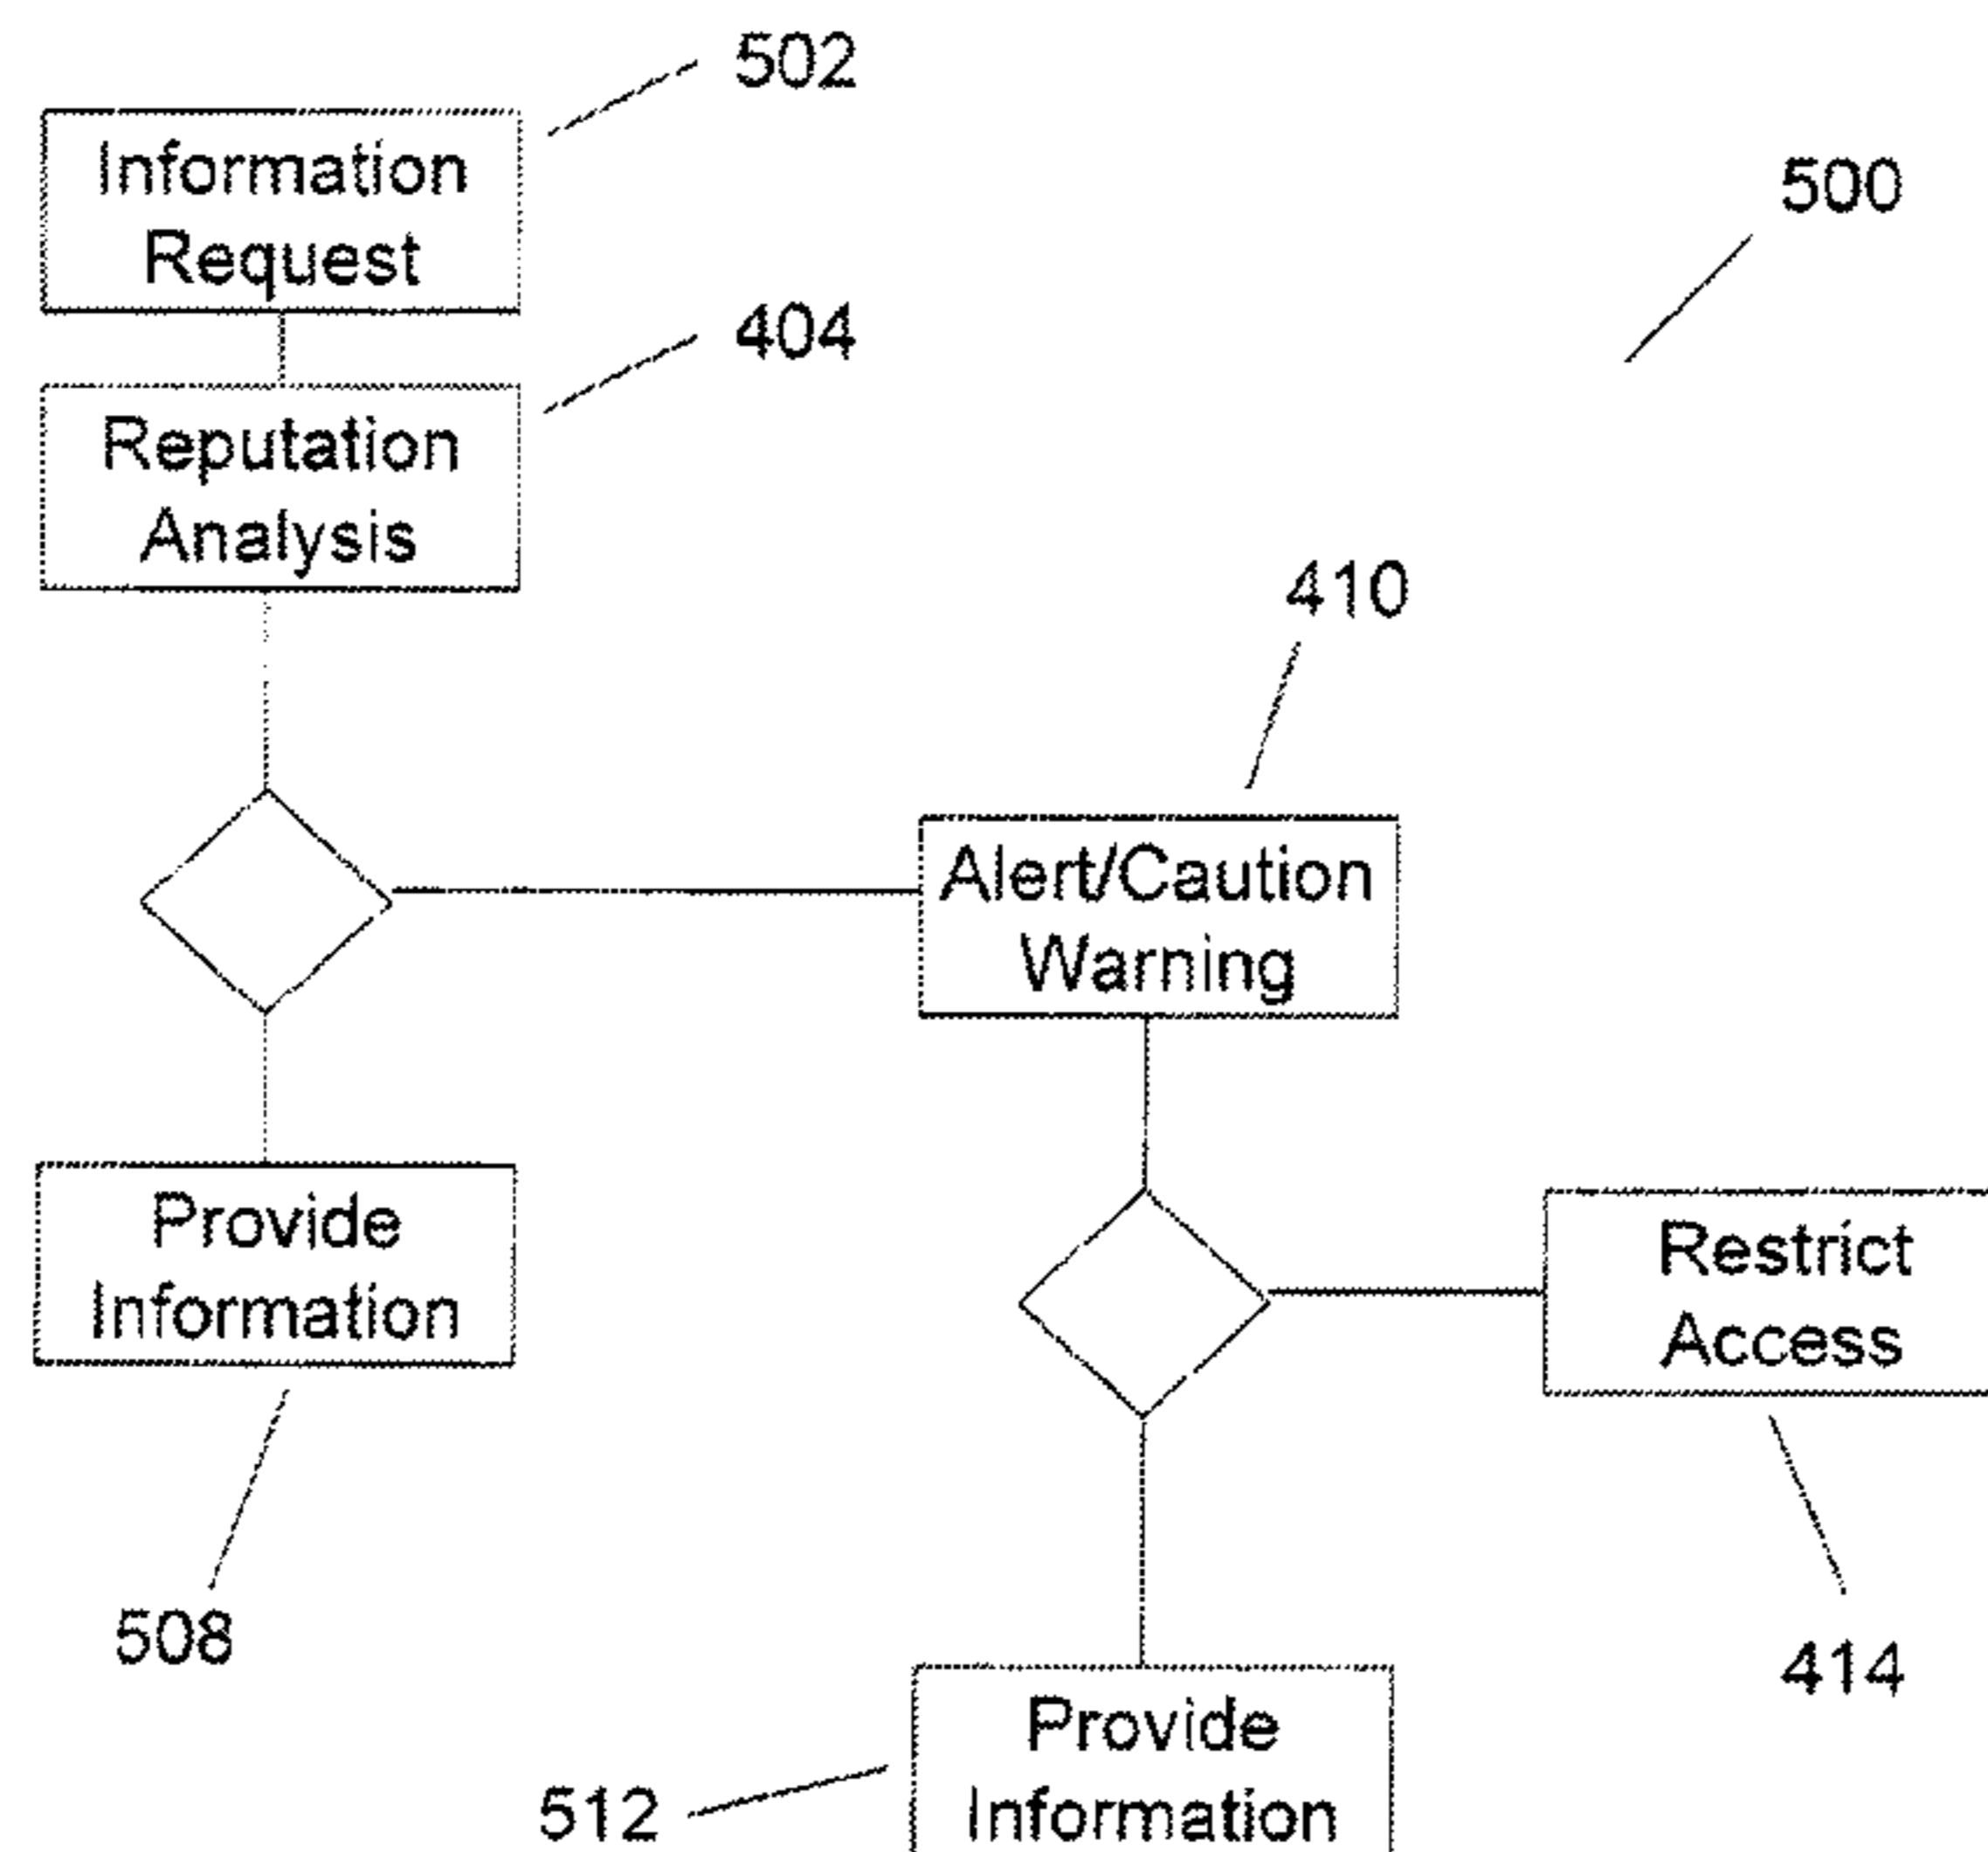 502
Information
Request
500
404
Reputation
Analysis
410
Alert/Caution
Warning
Provide
Information
Restrict
Access
508
414
Provide
Information
512